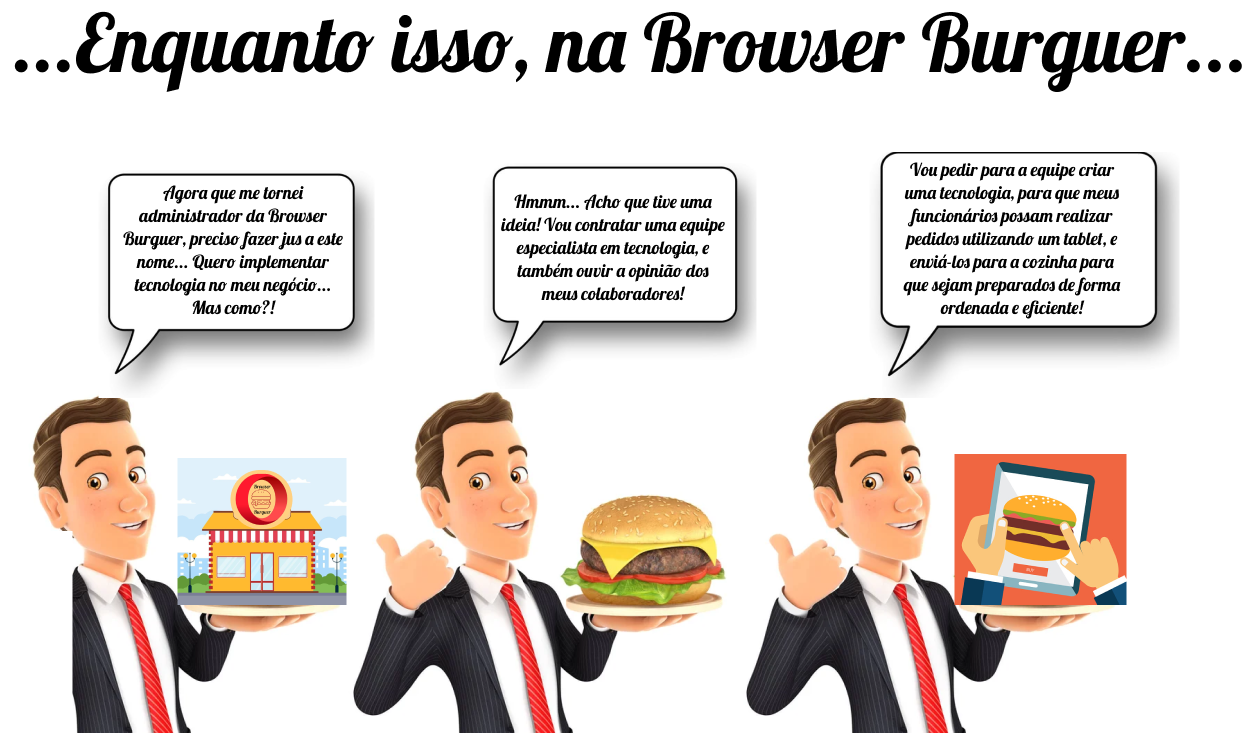 ...Enquanto isso, na Browser Burguer...
Agora que me tornei
administrador da Browser
Burguer, preciso fazer jus a este
nome... Quero implementar
tecnologia no meu negócio...
Mas como?!
Hmmm... Acho que tive uma
ideia! Vou contratar uma equipe
especialista em tecnologia, e
também ouvir a opinião dos
meus colaboradores!
Vou pedir para a equipe criar
uma tecnologia, para que meus
funcionários possam realizar
pedidos utilizando um tablet, e
enviá-los para a cozinha para
que sejam preparados de forma
ordenada e eficiente!
Browser
Burguer